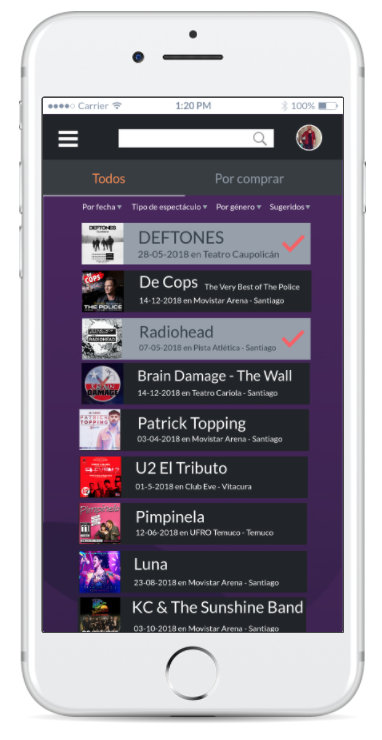 Carrier
1:20 PM
100%
Todos
Por comprar
Por fecha
Tipo de espectáculo
Por género
Sugeridos
DEFTONES
DEFTONES
28-05-2018 en Teatro Caupolicán
COPS
THE POLICE
De Cops The Very Best of The Police
14-12-2018 en Movistar Arena - Santiago
RADIOHEAD
Radiohead
07-05-2018 en Pista Atlética - Santiago
BRAIN
DAMAGE
Brain Damage - The Wall
14-12-2018 en Teatro Cariola - Santiago
PATRICK
TOPPING
Patrick Topping
03-04-2018 en Movistar Arena - Santiago
U2 El Tributo
01-5-2018 en Club Eve - Vitacura
Pimpinela
11
Pimpinela
12-06-2018 en UFRO Temuco - Temuco
Luna
23-08-2018 en Movistar Arena - Santiago
KC & The Sunshine Band
03-10-2018 en Movistar Arena - Santiago